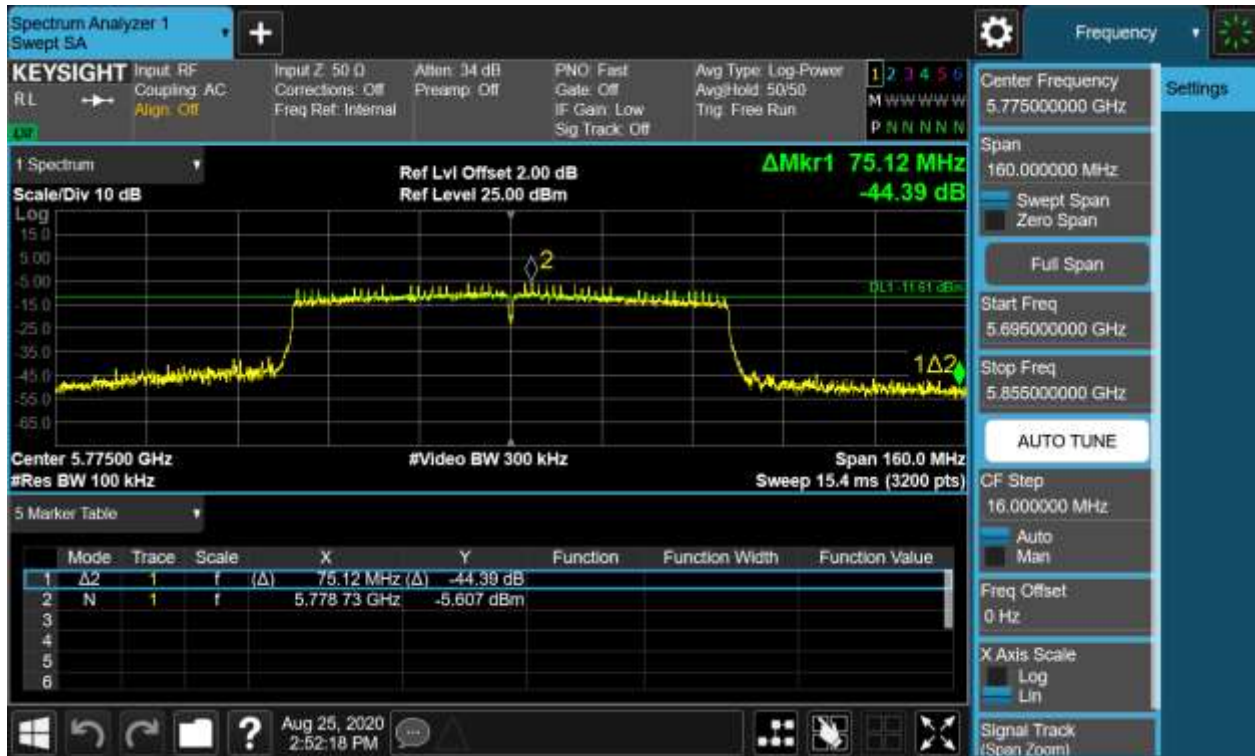 Spectrum Analyzer 1
Swept SA
+
Frequency
KEYSIGHT
RL
Input: RF
Coupling: AC
Align: Off
Input Z: 50 Ω
Corrections: Off
Freq Ref: Internal
Atten: 34 dB
Preamp: Off
PNO: Fast
Gate: Off
IF Gain: Low
Sig Track: Off
Avg Type: Log-Power
Avg|Hold: 50/50
Trig: Free Run
1 2 3 4 5 6
M W W W W W
P N N N N N
1 Spectrum
Scale/Div 10 dB
Ref Lvl Offset 2.00 dB
Ref Level 25.00 dBm
ΔMkr1 75.12 MHz
-44.39 dB
Log
15.0
5.00
-5.00
-15.0
-25.0
-35.0
-45.0
-55.0
-65.0
2
DL1 -11.61 dBm
1Δ2
Center 5.77500 GHz
#Res BW 100 kHz
#Video BW 300 kHz
Span 160.0 MHz
Sweep 15.4 ms (3200 pts)
5 Marker Table
Mode Trace Scale X Y Function Function Width Function Value
1 Δ2 1 f (Δ) 75.12 MHz (Δ) -44.39 dB
2 N 1 f 5.778 73 GHz -5.607 dBm
3
4
5
6
?
Aug 25, 2020
2:52:18 PM
Center Frequency
5.775000000 GHz
Settings
Span
160.000000 MHz
Swept Span
Zero Span
Full Span
Start Freq
5.695000000 GHz
Stop Freq
5.855000000 GHz
AUTO TUNE
CF Step
16.000000 MHz
Auto
Man
Freq Offset
0 Hz
X Axis Scale
Log
Lin
Signal Track
(Span Zoom)